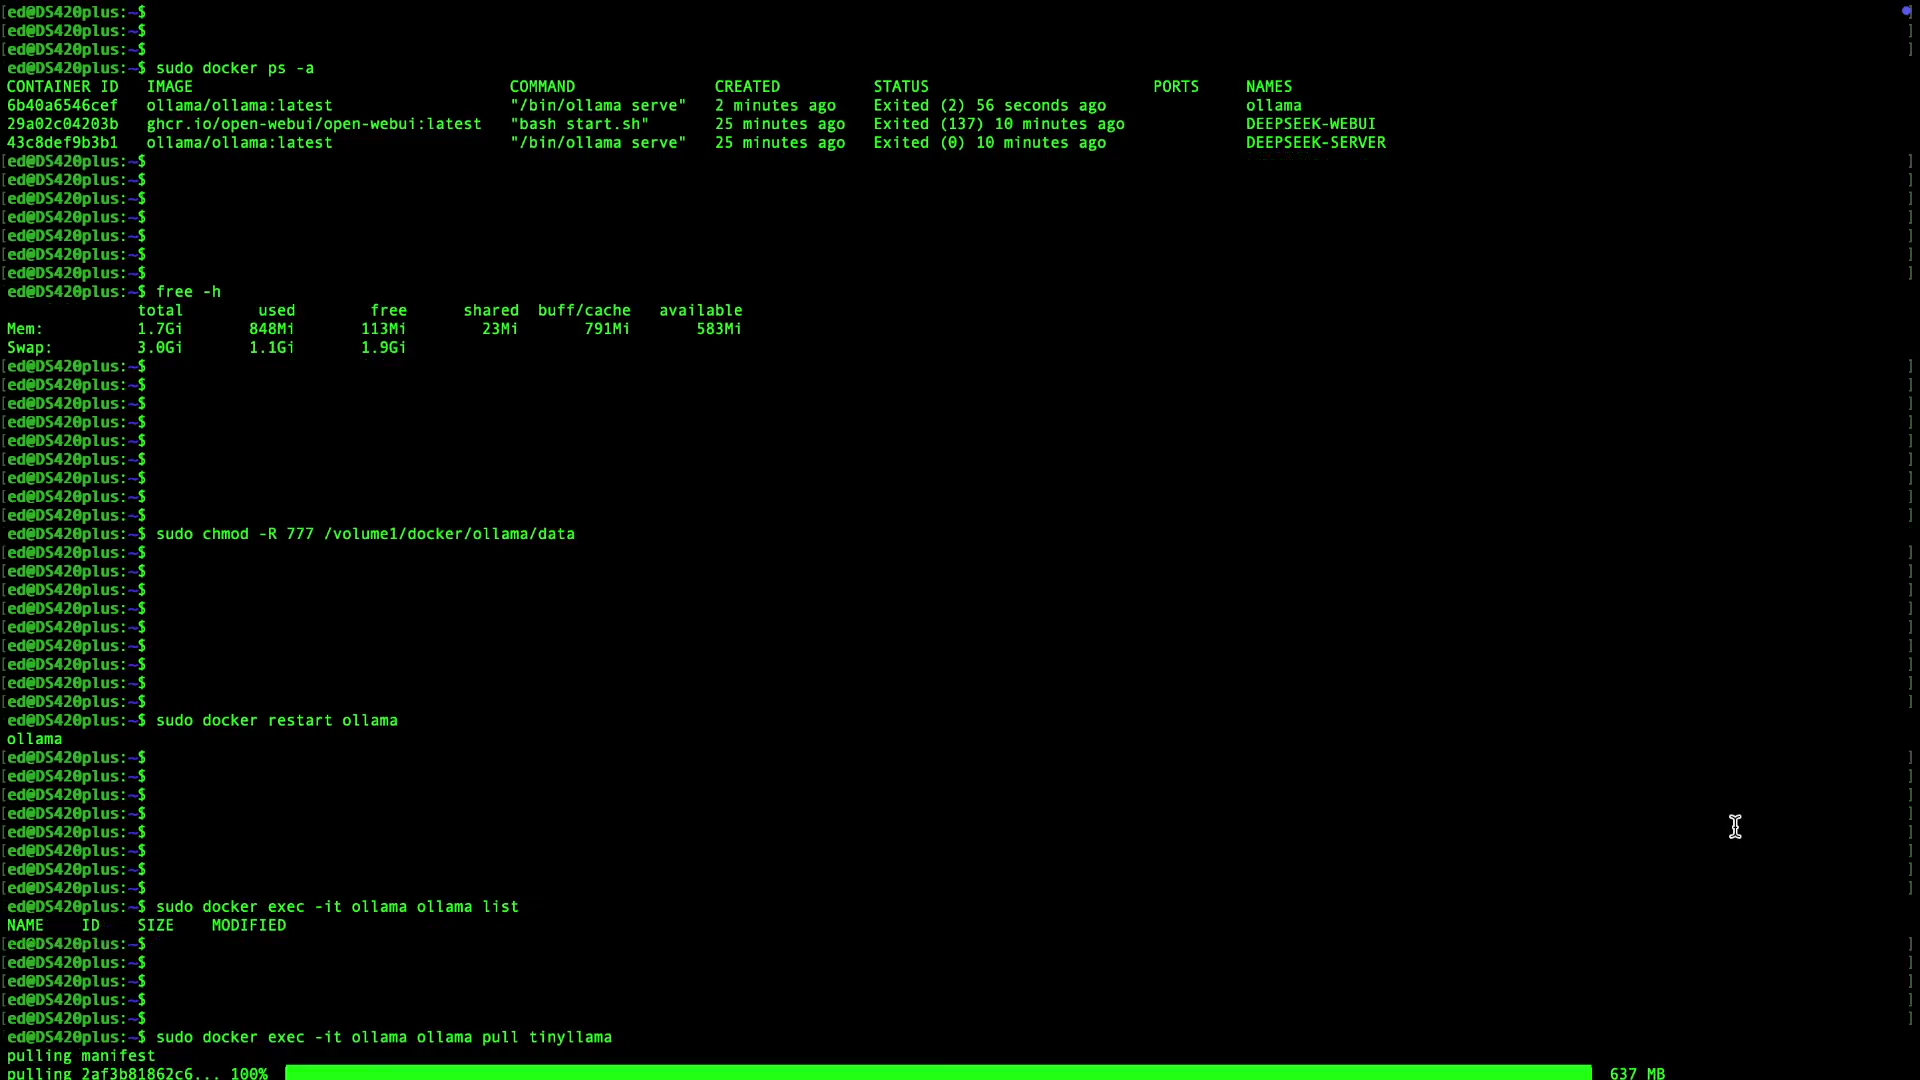 [ed@DS420plus:~$ ]
[ed@DS420plus:~$ ]
[ed@DS420plus:~$ ]
ed@DS420plus:~$ sudo docker ps -a
CONTAINER ID   IMAGE                                  COMMAND               CREATED          STATUS                        PORTS     NAMES
6b40a6546cef   ollama/ollama:latest                   "/bin/ollama serve"   2 minutes ago    Exited (2) 56 seconds ago               ollama
29a02c04203b   ghcr.io/open-webui/open-webui:latest   "bash start.sh"       25 minutes ago   Exited (137) 10 minutes ago             DEEPSEEK-WEBUI
43c8def9b3b1   ollama/ollama:latest                   "/bin/ollama serve"   25 minutes ago   Exited (0) 10 minutes ago               DEEPSEEK-SERVER
[ed@DS420plus:~$ ]
[ed@DS420plus:~$ ]
[ed@DS420plus:~$ ]
[ed@DS420plus:~$ ]
[ed@DS420plus:~$ ]
[ed@DS420plus:~$ ]
[ed@DS420plus:~$ ]
ed@DS420plus:~$ free -h
              total        used        free      shared  buff/cache   available
Mem:          1.7Gi       848Mi       113Mi        23Mi       791Mi       583Mi
Swap:         3.0Gi       1.1Gi       1.9Gi
[ed@DS420plus:~$ ]
[ed@DS420plus:~$ ]
[ed@DS420plus:~$ ]
[ed@DS420plus:~$ ]
[ed@DS420plus:~$ ]
[ed@DS420plus:~$ ]
[ed@DS420plus:~$ ]
[ed@DS420plus:~$ ]
[ed@DS420plus:~$ ]
ed@DS420plus:~$ sudo chmod -R 777 /volume1/docker/ollama/data
[ed@DS420plus:~$ ]
[ed@DS420plus:~$ ]
[ed@DS420plus:~$ ]
[ed@DS420plus:~$ ]
[ed@DS420plus:~$ ]
[ed@DS420plus:~$ ]
[ed@DS420plus:~$ ]
[ed@DS420plus:~$ ]
[ed@DS420plus:~$ ]
ed@DS420plus:~$ sudo docker restart ollama
ollama
[ed@DS420plus:~$ ]
[ed@DS420plus:~$ ]
[ed@DS420plus:~$ ]
[ed@DS420plus:~$ ]
[ed@DS420plus:~$ ]
[ed@DS420plus:~$ ]
[ed@DS420plus:~$ ]
[ed@DS420plus:~$ ]
ed@DS420plus:~$ sudo docker exec -it ollama ollama list
NAME    ID    SIZE    MODIFIED
[ed@DS420plus:~$ ]
[ed@DS420plus:~$ ]
[ed@DS420plus:~$ ]
[ed@DS420plus:~$ ]
[ed@DS420plus:~$ ]
ed@DS420plus:~$ sudo docker exec -it ollama ollama pull tinyllama
pulling manifest
pulling 2af3b81862c6... 100% 637 MB